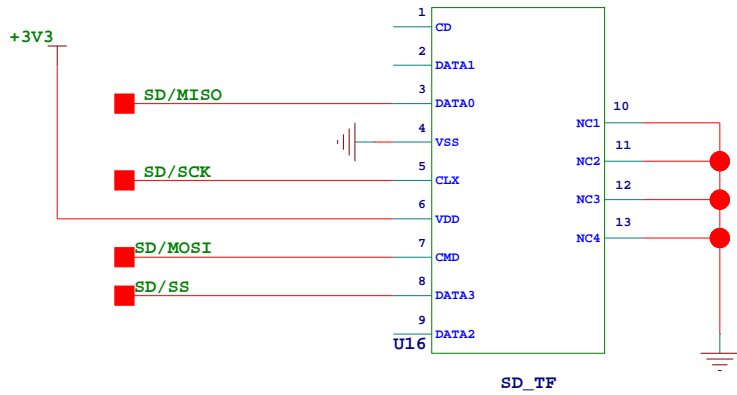 +3V3
1
CD
2
DATA1
SD/MISO
3
DATA0
10
NC1
4
VSS
11
NC2
SD/SCK
5
CLX
12
NC3
6
VDD
13
NC4
SD/MOSI
7
CMD
SD/SS
8
DATA3
9
DATA2
U16
SD_TF